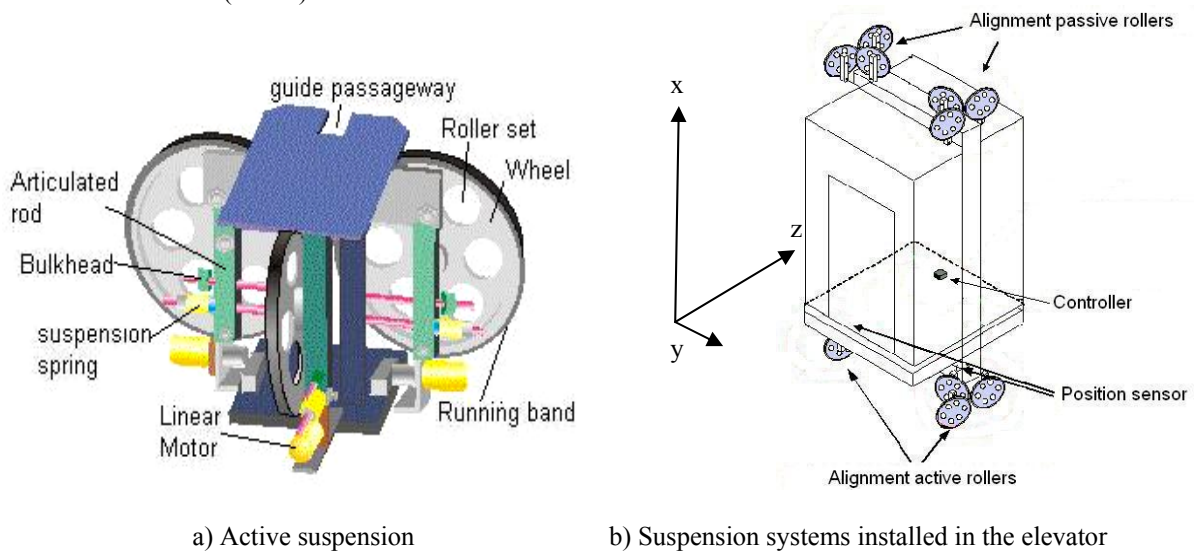 guide passageway
Roller set
Wheel
Articulated
rod
Bulkhead
suspension
spring
Linear
Motor
Running band
a) Active suspension
Alignment passive rollers
x
z
y
Controller
Position sensor
Alignment active rollers
b) Suspension systems installed in the elevator